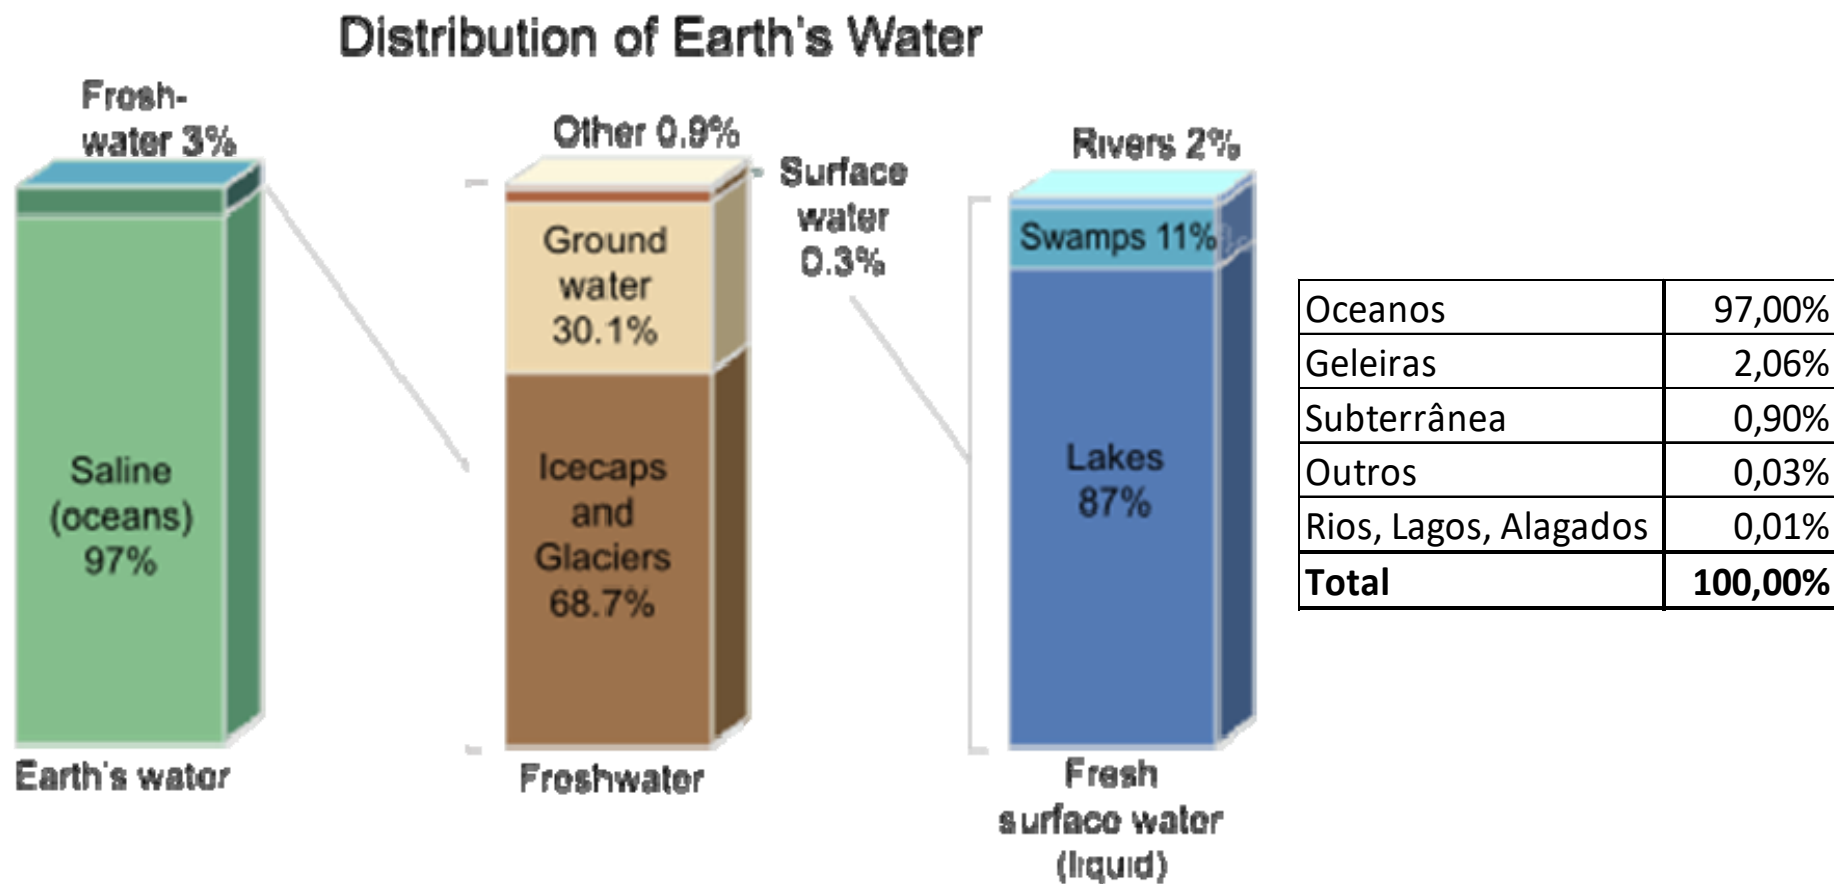 Distribution of Earth's Water
Fresh-
water 3%
Saline
(oceans)
97%
Earth's water
Other 0.9%
Surface
water
0.3%
Ground
water
30.1%
Icecaps
and
Glaciers
68.7%
Freshwater
Rivers 2%
Swamps 11%
Lakes
87%
Fresh
surface water
(liquid)
Oceanos 97,00%
Geleiras 2,06%
Subterrânea 0,90%
Outros 0,03%
Rios, Lagos, Alagados 0,01%
Total 100,00%